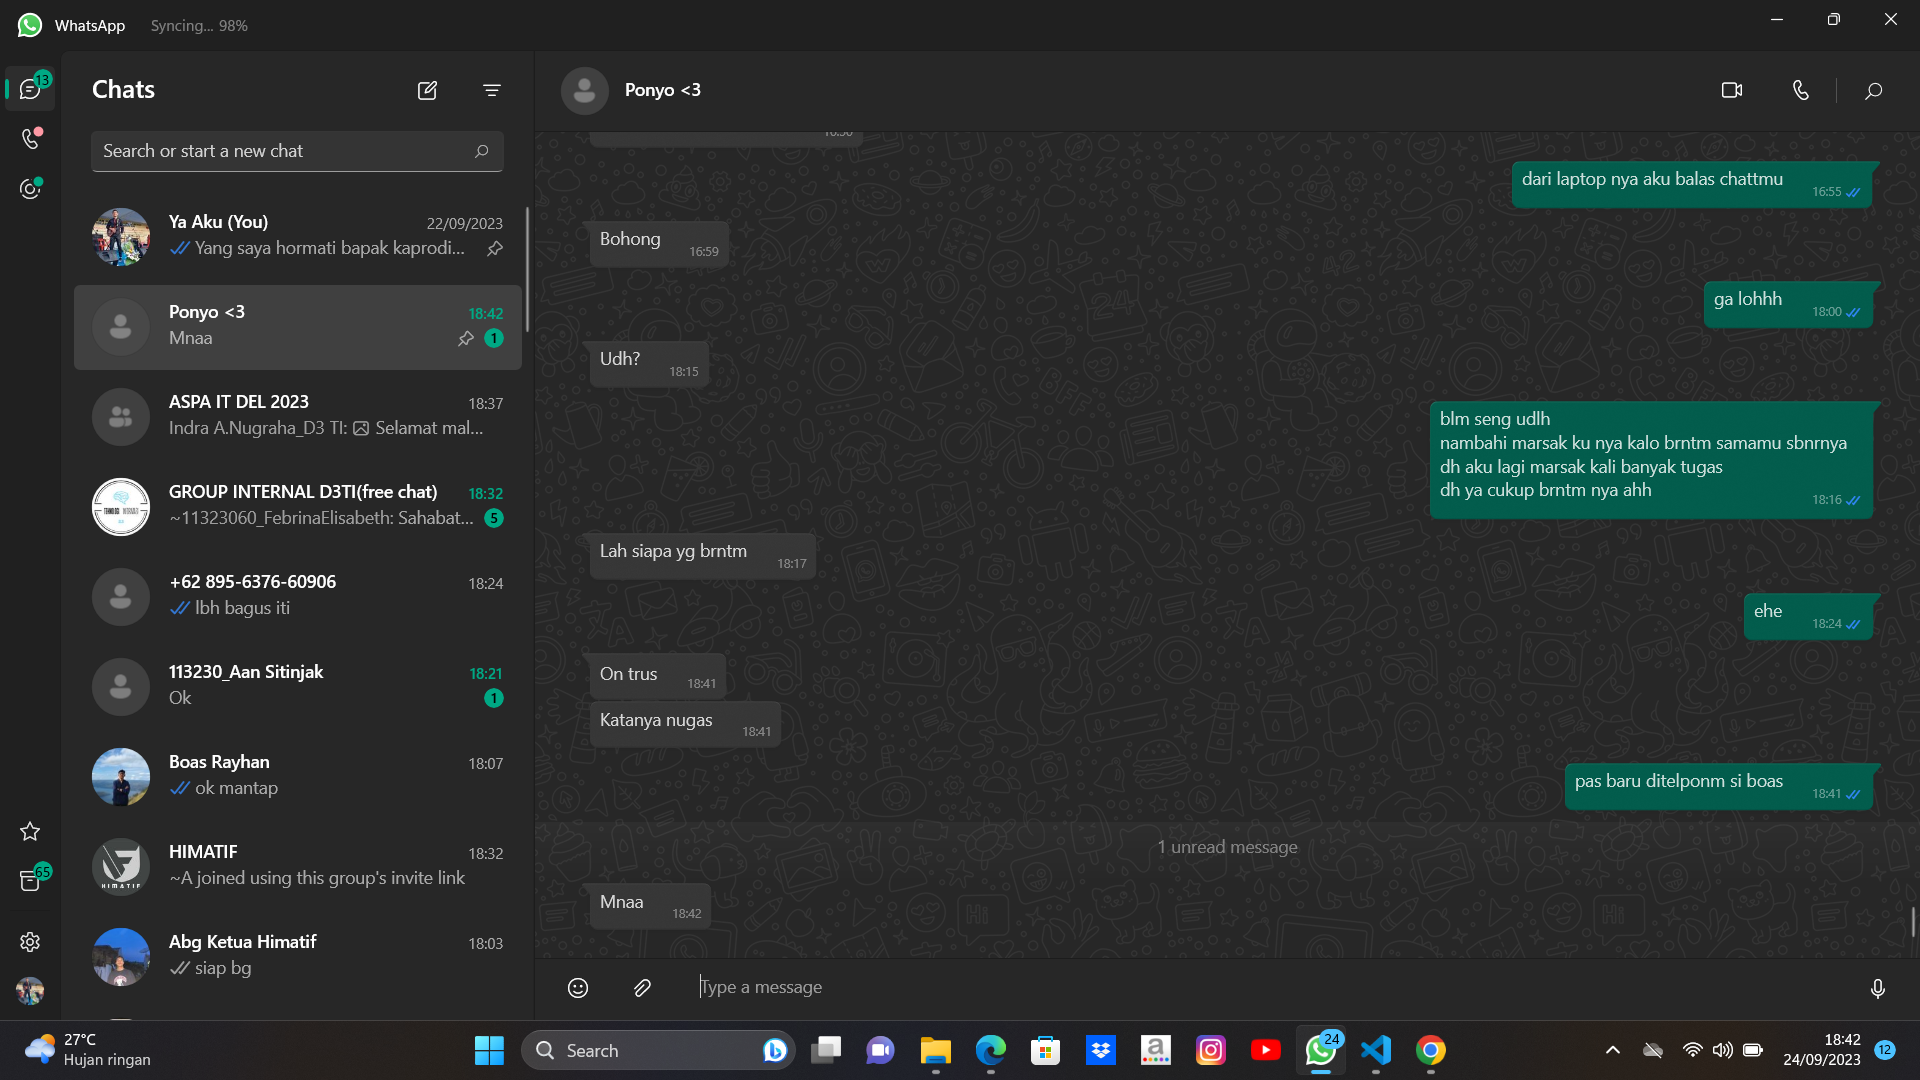 WhatsApp Syncing... 98%
13
Chats
Search or start a new chat
Ya Aku (You) 22/09/2023
Yang saya hormati bapak kaprodi...
Ponyo <3 18:42
Mnaa 1
ASPA IT DEL 2023 18:37
Indra A.Nugraha_D3 TI: Selamat mal...
GROUP INTERNAL D3TI(free chat) 18:32
~11323060_FebrinaElisabeth: Sahabat... 5
+62 895-6376-60906 18:24
lbh bagus iti
113230_Aan Sitinjak 18:21
Ok 1
Boas Rayhan 18:07
ok mantap
HIMATIF 18:32
~A joined using this group's invite link
HIMATIF
Abg Ketua Himatif 18:03
siap bg
65
Ponyo <3
dari laptop nya aku balas chattmu 16:55
Bohong 16:59
ga lohhh 18:00
Udh? 18:15
blm seng udlh
nambahi marsak ku nya kalo brntm samamu sbnrnya
dh aku lagi marsak kali banyak tugas
dh ya cukup brntm nya ahh 18:16
Lah siapa yg brntm 18:17
ehe 18:24
On trus 18:41
Katanya nugas 18:41
pas baru ditelponm si boas 18:41
1 unread message
Mnaa 18:42
Type a message
27°C
Hujan ringan
Search
24
18:42
24/09/2023
12